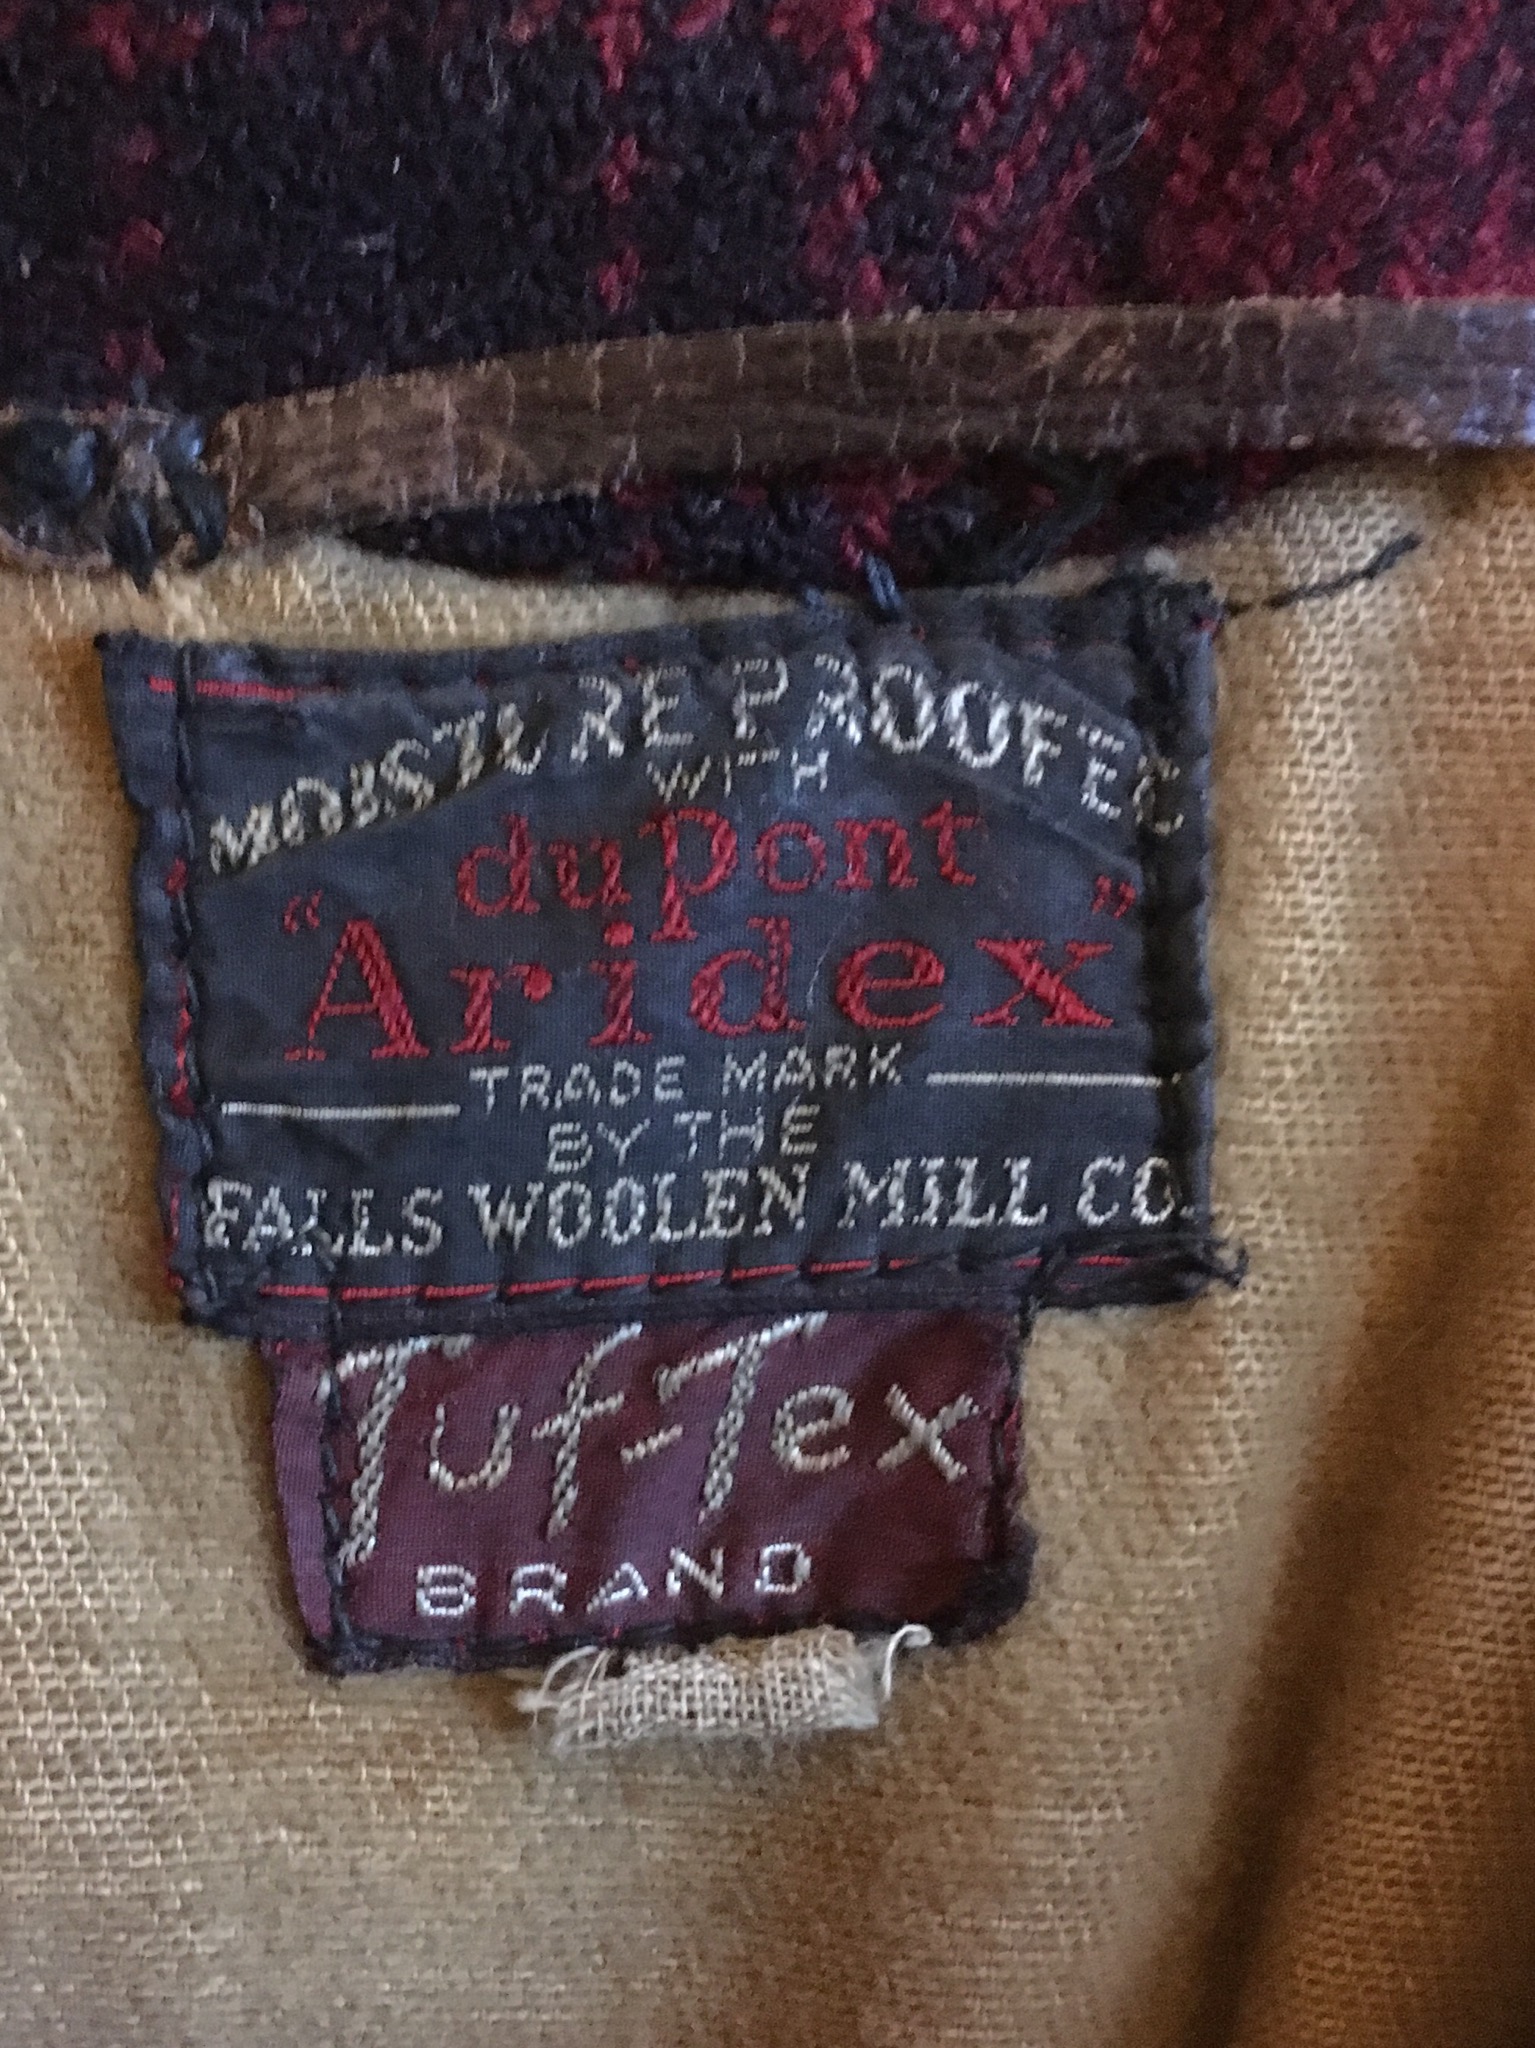 MOISTURE PROOFED
WITH
duPont
"Aridex"
TRADE MARK
BY THE
FALLS WOOLEN MILL CO.
Tuf-Tex
BRAND